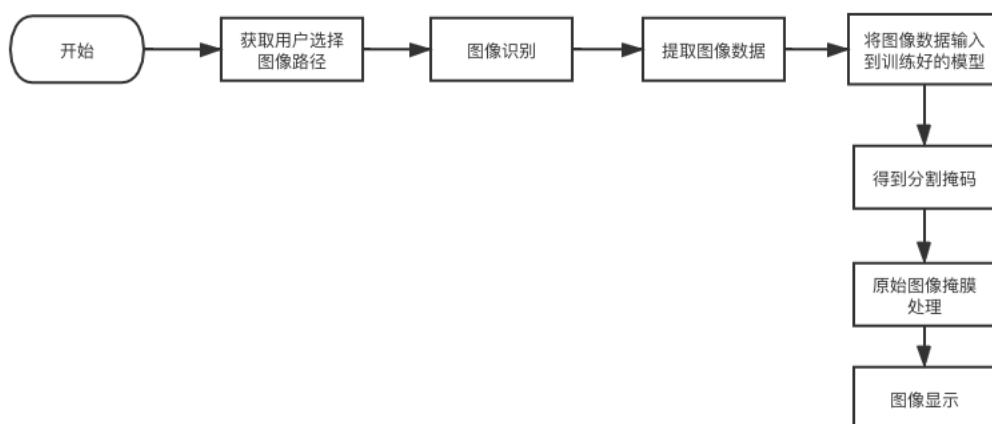 开始
获取用户选择
图像路径
图像识别
提取图像数据
将图像数据输入
到训练好的模型
得到分割掩码
原始图像掩膜
处理
图像显示